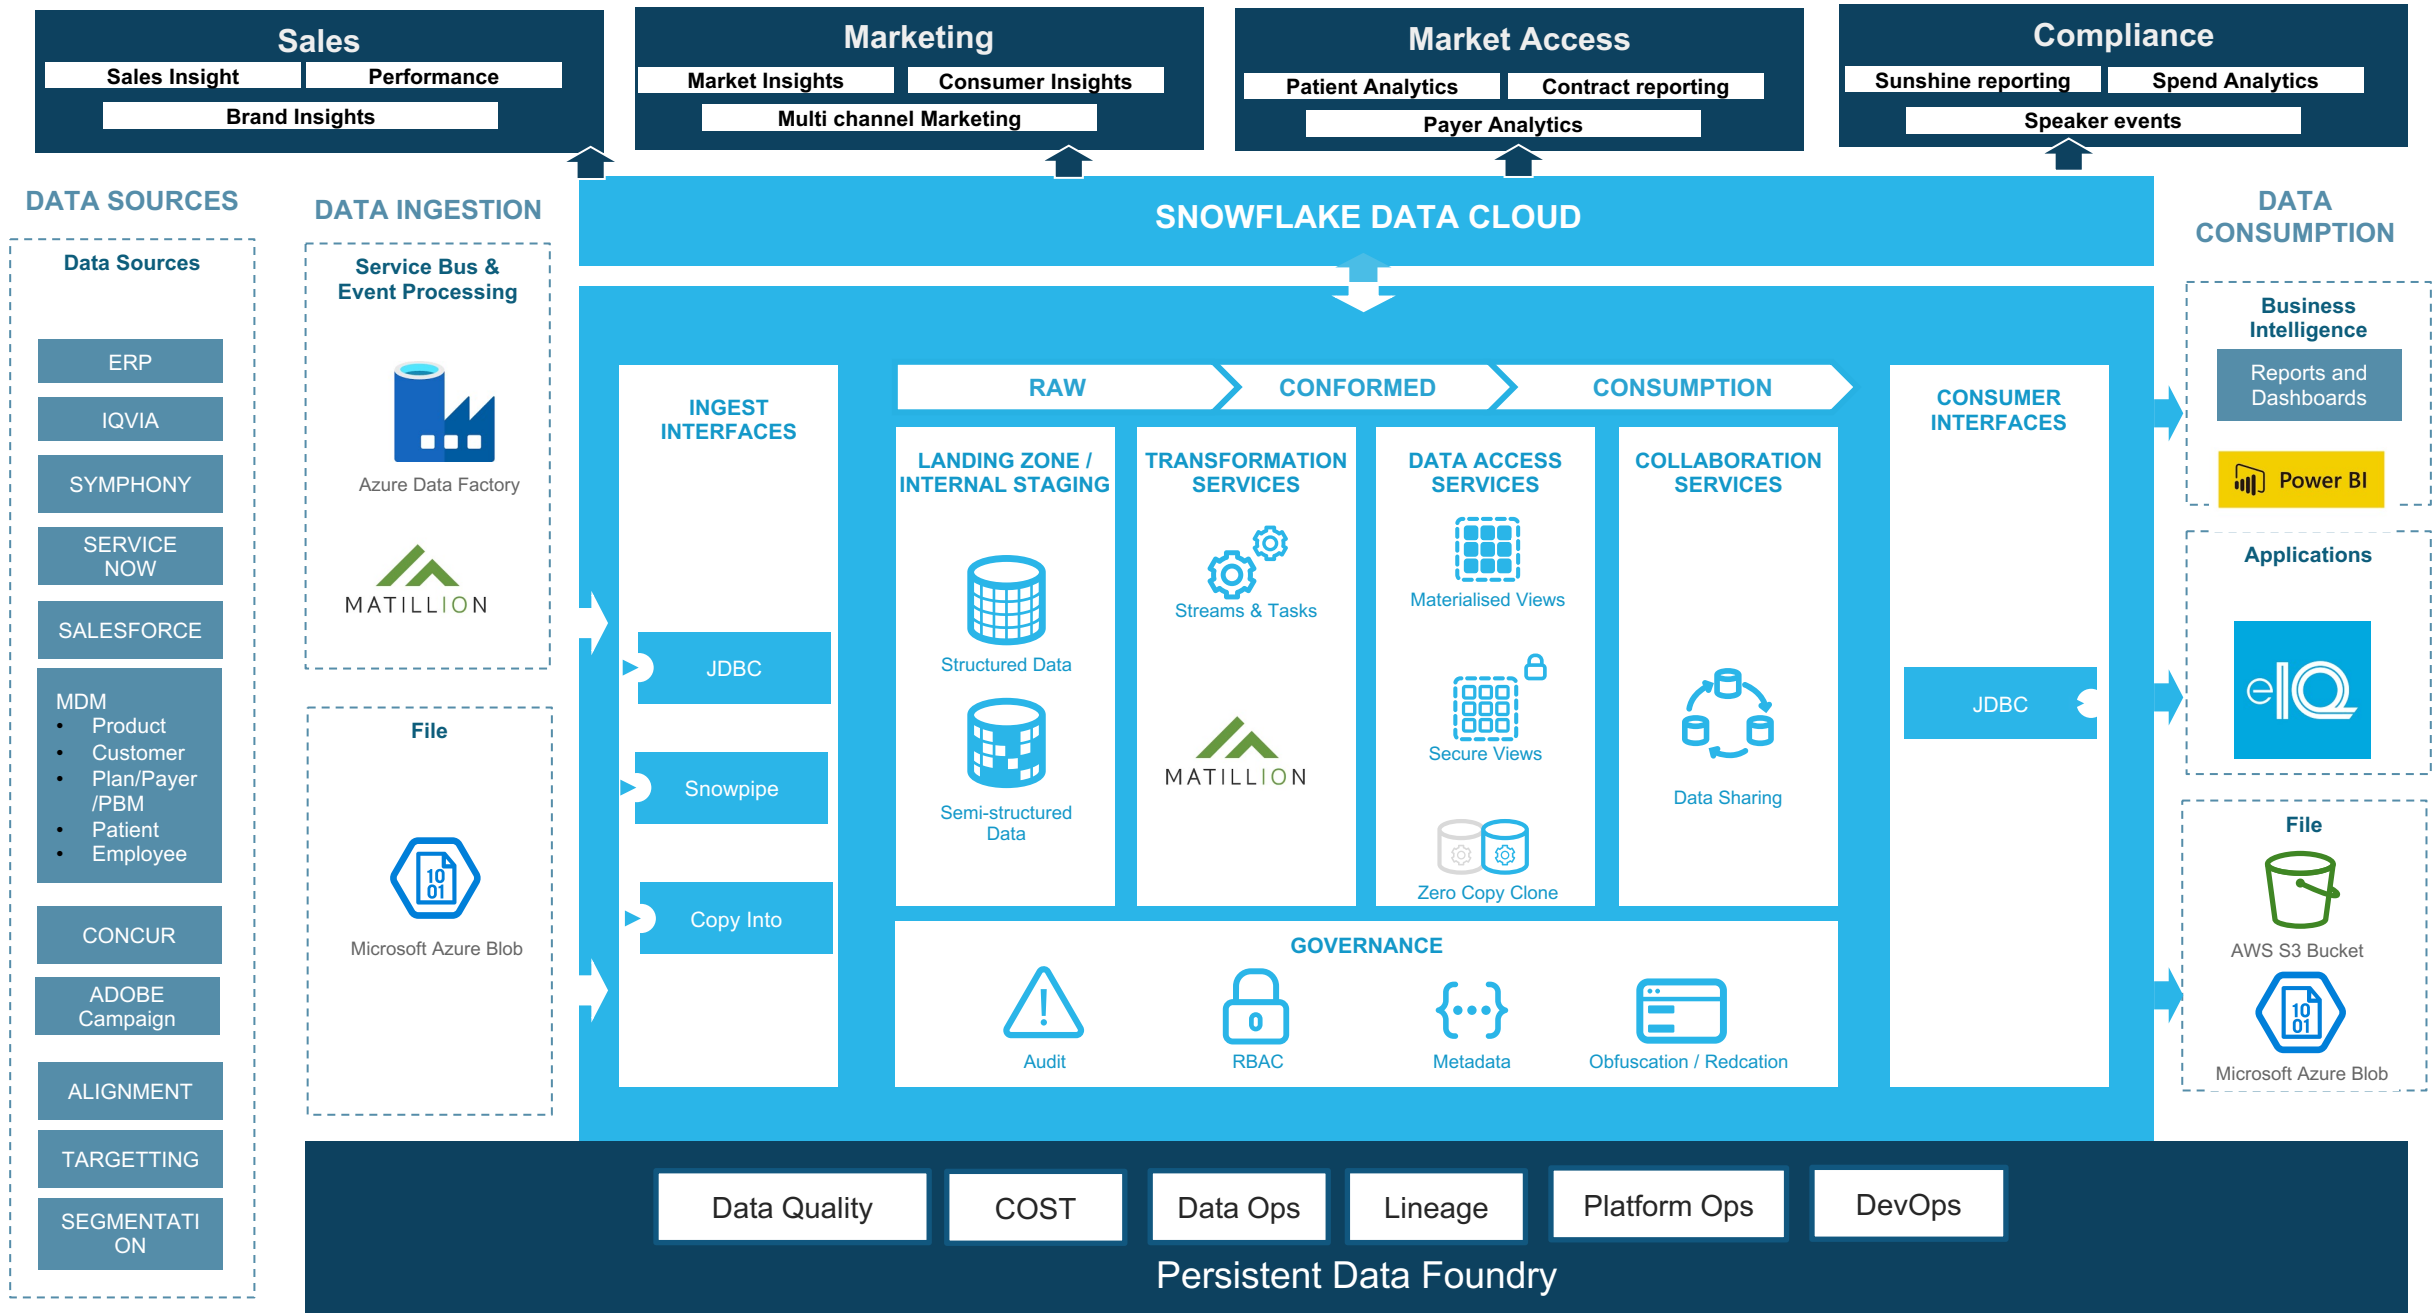 Sales
Sales Insight
Performance
Brand Insights
Marketing
Market Insights
Consumer Insights
Multi channel Marketing
Market Access
Patient Analytics
Contract reporting
Payer Analytics
Compliance
Sunshine reporting
Spend Analytics
Speaker events
DATA SOURCES
Data Sources
ERP
IQVIA
SYMPHONY
SERVICE
NOW
SALESFORCE
MDM
• Product
• Customer
• Plan/Payer
/PBM
• Patient
• Employee
CONCUR
ADOBE
Campaign
ALIGNMENT
TARGETTING
SEGMENTATI
ON
DATA INGESTION
Service Bus &
Event Processing
Azure Data Factory
MATILLION
File
10
01
Microsoft Azure Blob
SNOWFLAKE DATA CLOUD
INGEST
INTERFACES
JDBC
Snowpipe
Copy Into
RAW
CONFORMED
CONSUMPTION
LANDING ZONE /
INTERNAL STAGING
Structured Data
Semi-structured
Data
TRANSFORMATION
SERVICES
Streams & Tasks
MATILLION
DATA ACCESS
SERVICES
Materialised Views
Secure Views
Zero Copy Clone
COLLABORATION
SERVICES
Data Sharing
GOVERNANCE
Audit
RBAC
Metadata
Obfuscation / Redcation
CONSUMER
INTERFACES
JDBC
DATA
CONSUMPTION
Business
Intelligence
Reports and
Dashboards
Power BI
Applications
eIQ
File
AWS S3 Bucket
10
01
Microsoft Azure Blob
Data Quality
COST
Data Ops
Lineage
Platform Ops
DevOps
Persistent Data Foundry